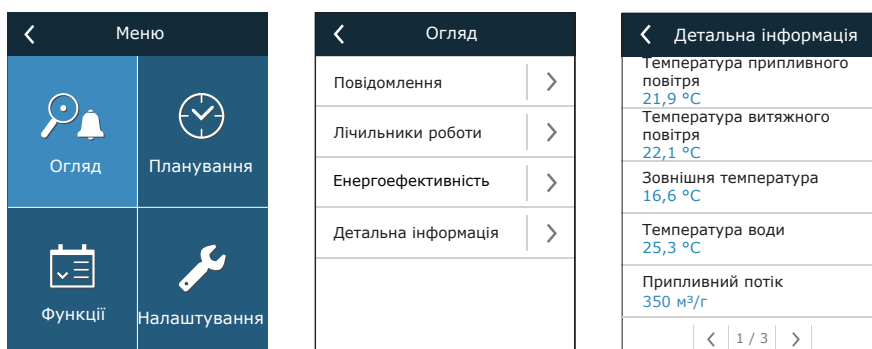 Меню
Огляд
Планування
Функції
Налаштування
Огляд
Повідомлення
Лічильники роботи
Енергоефективність
Детальна інформація
Детальна інформація
Температура припливного
повітря
21,9 °C
Температура витяжного
повітря
22,1 °C
Зовнішня температура
16,6 °C
Температура води
25,3 °C
Припливний потік
350 м³/г
1 / 3